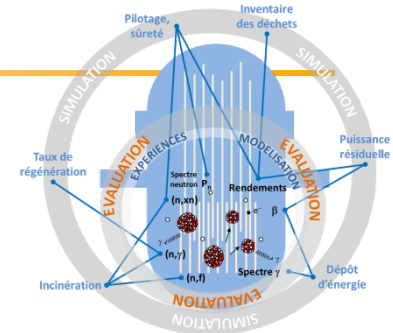 Pilotage,
sûreté
Inventaire
des déchets
SIMULATION
SIMULATION
EVALUATION
EXPERIENCES
MODELISATION
EVALUATION
Taux de
régénération
Puissance
résiduelle
Spectre
neutron
Pn
(n,xn)
Rendements
e-
β
γ
(n,γ)
γ
(n,f)
Spectre γ
Incinération
Dépôt
d'énergie
EVALUATION
SIMULATION